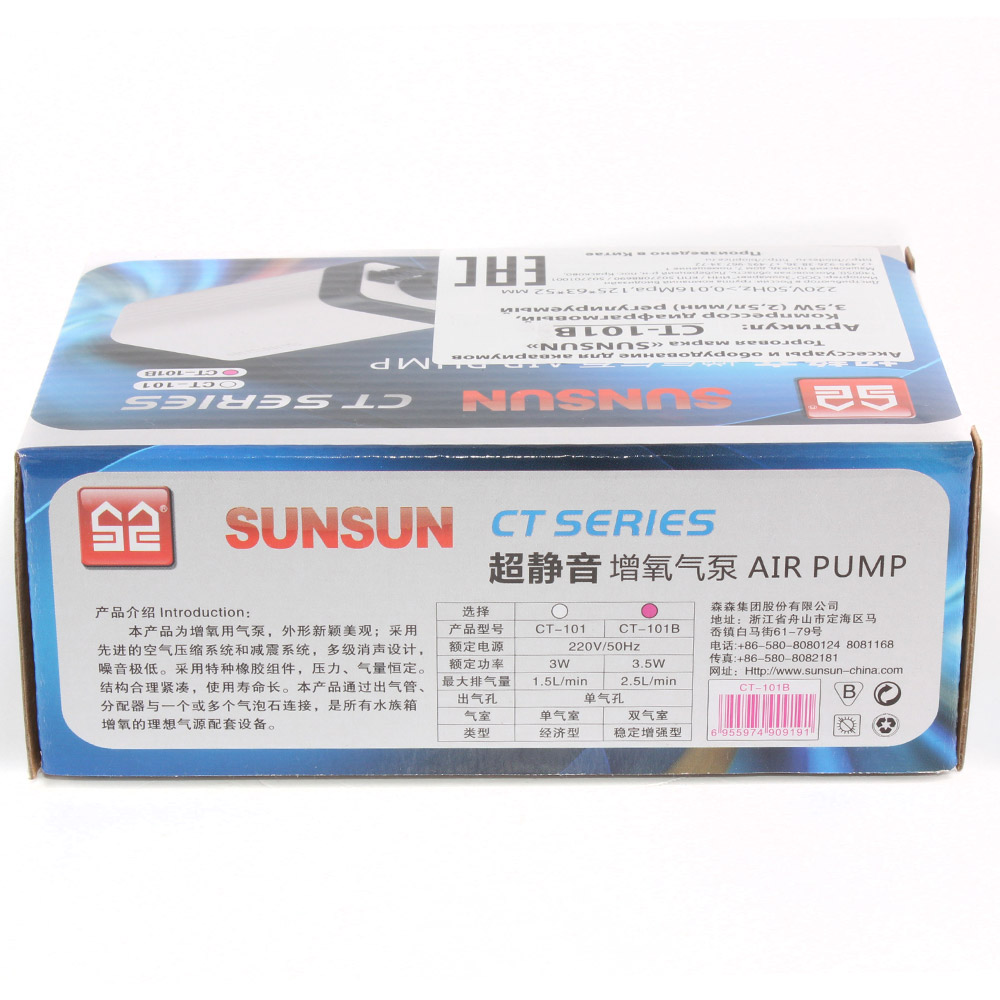 Произведено в Китае
EAC
220V,50Hz,>0.016Mpa,125*63*52 мм
3,5W (2,5л/мин) регулируемый
Компрессор диафрагмовый,
Артикул: CT-101B
Торговая марка «SUNSUN»
Аксессуары и оборудование для аквариумов
AIR PUMP
CT-101B
CT-101
SUNSUN CT SERIES
SUNSUN CT SERIES
超静音 增氧气泵 AIR PUMP
产品介绍 Introduction:
本产品为增氧用气泵，外形新颖美观；采用
先进的空气压缩系统和减震系统，多级消声设计，
噪音极低。采用特种橡胶组件，压力、气量恒定。
结构合理紧凑，使用寿命长。本产品通过出气管、
分配器与一个或多个气泡石连接，是所有水族箱
增氧的理想气源配套设备。
选择
产品型号 CT-101 CT-101B
额定电源 220V/50Hz
额定功率 3W 3.5W
最大排气量 1.5L/min 2.5L/min
出气孔 单气孔
气室 单气室 双气室
类型 经济型 稳定增强型
森森集团股份有限公司
地址：浙江省舟山市定海区马
岙镇白马街61-79号
电话:+86-580-8080124 8081168
传真:+86-580-8082181
网址：Http://www.sunsun-china.com
CT-101B
6 955974 909191
B